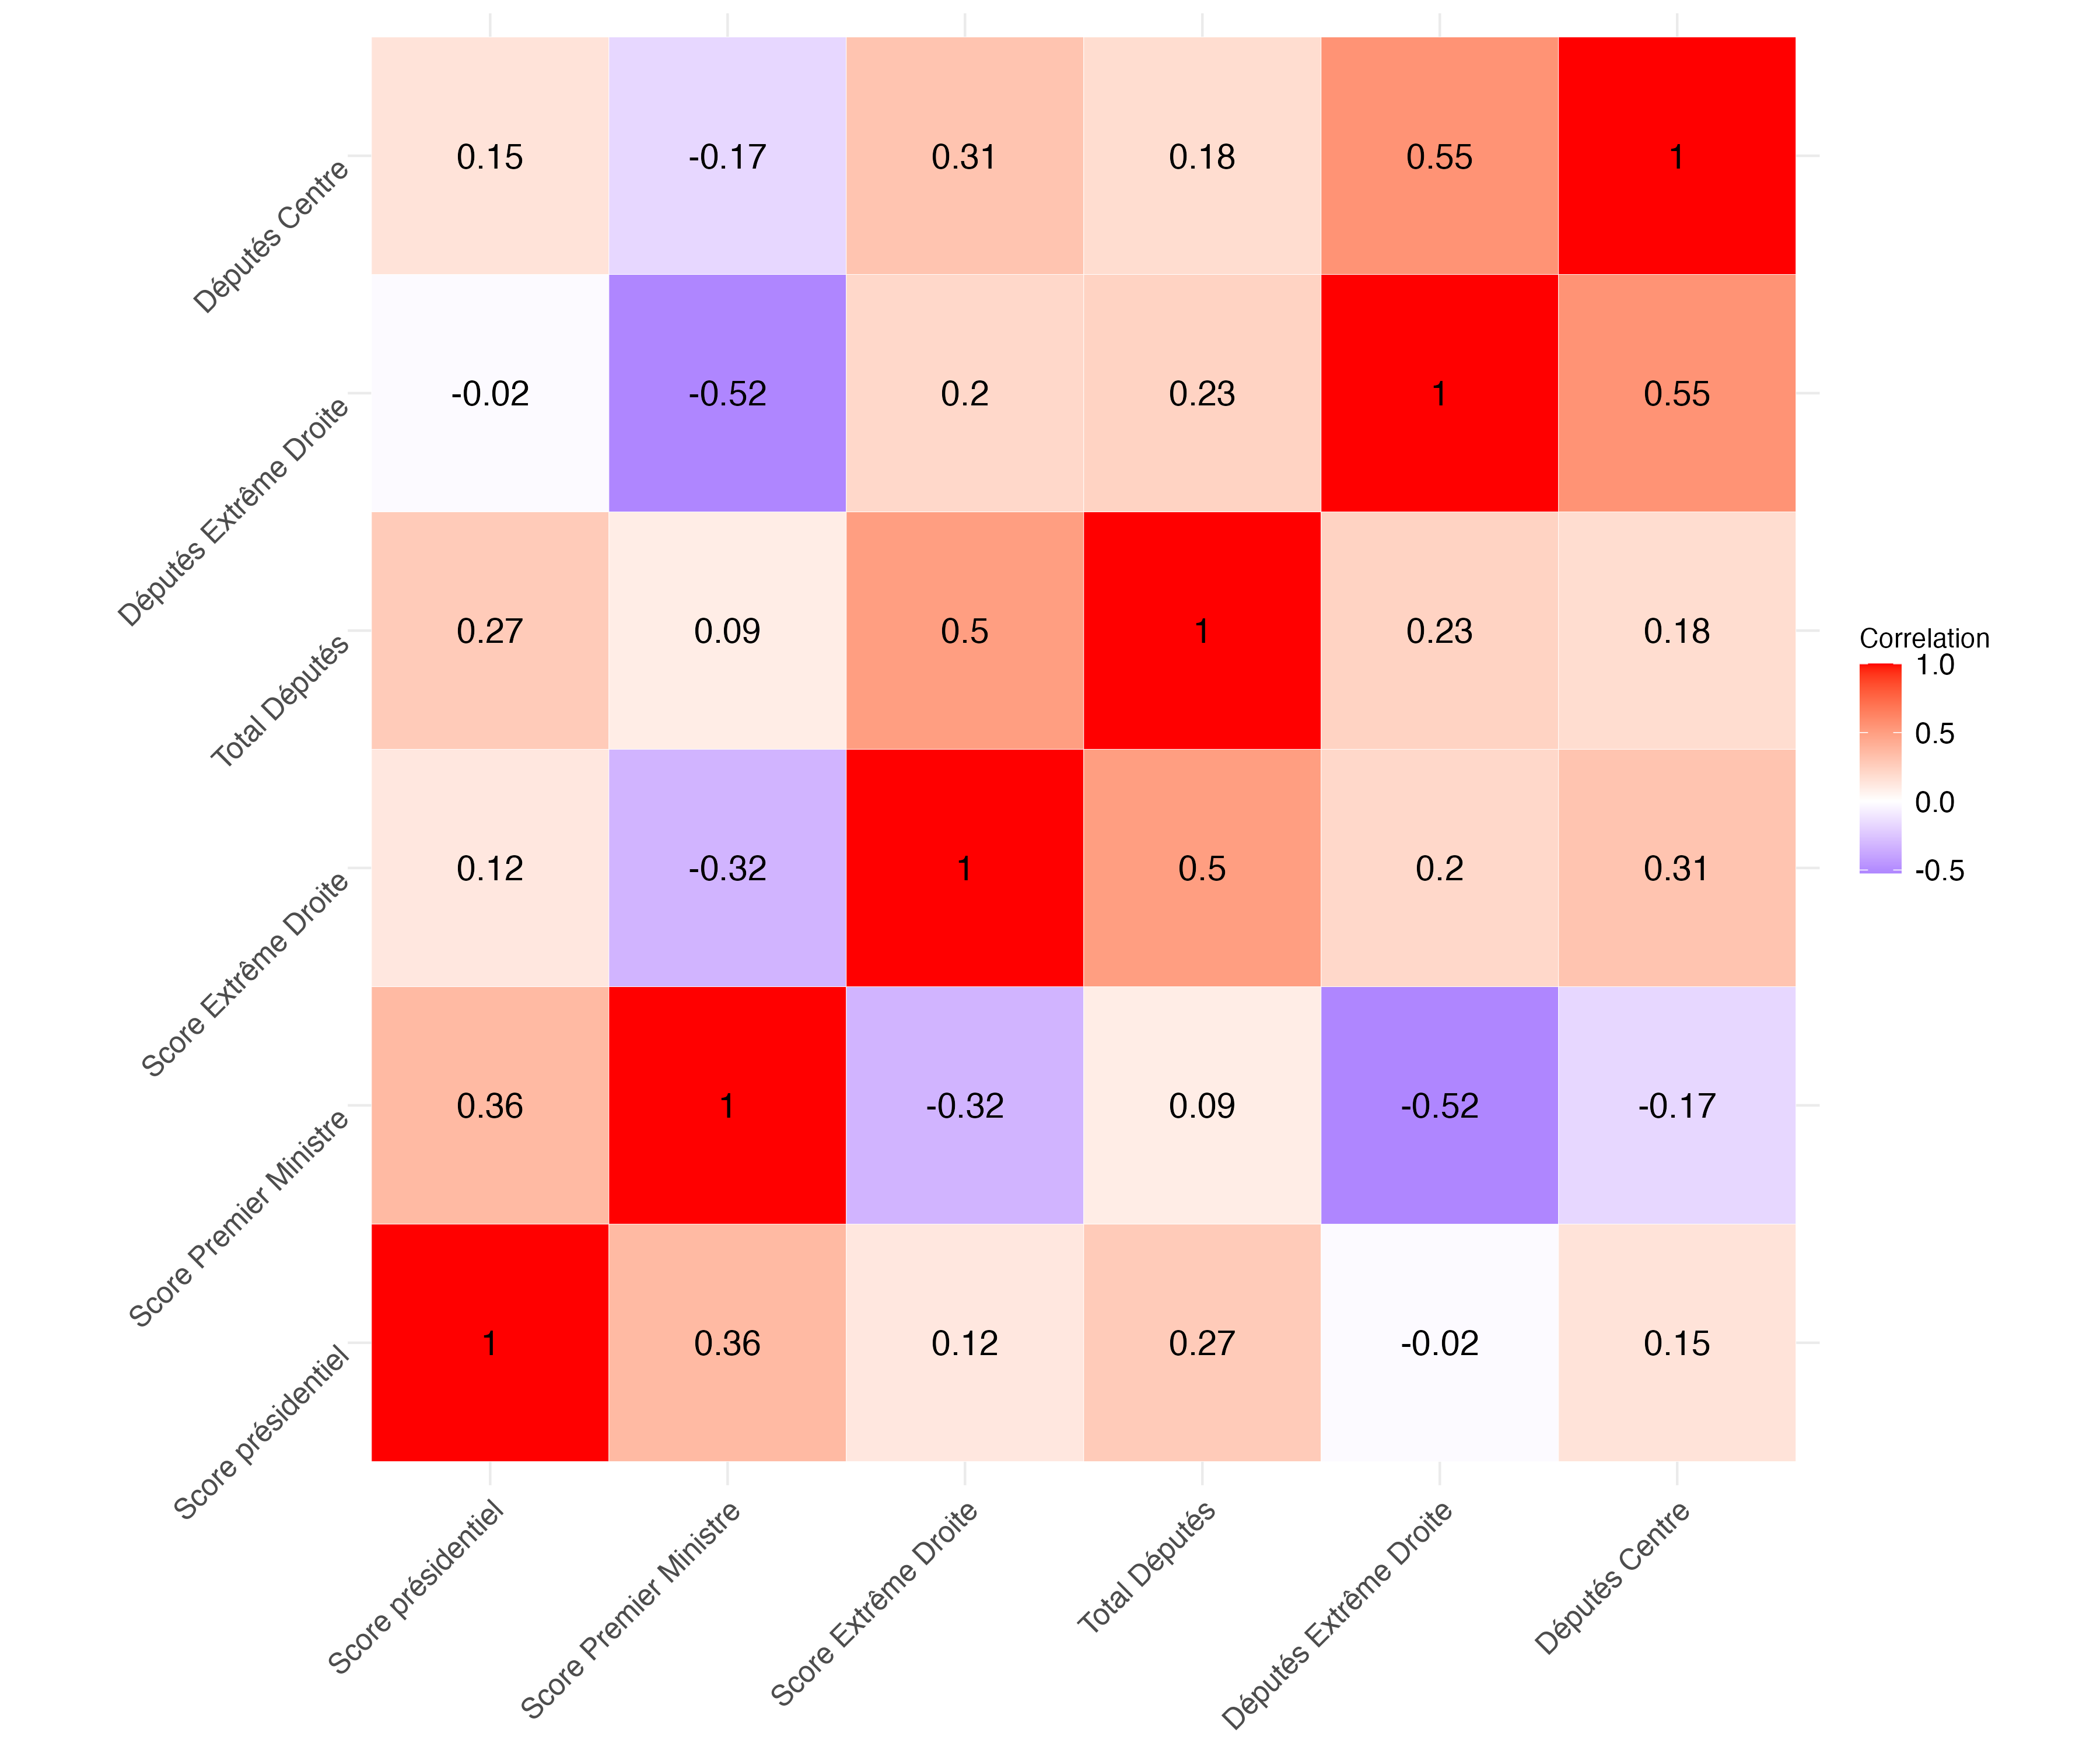 Députés Centre
0.15 -0.17 0.31 0.18 0.55 1
Députés Extrême Droite
-0.02 -0.52 0.2 0.23 1 0.55
Total Députés
0.27 0.09 0.5 1 0.23 0.18
Score Extrême Droite
0.12 -0.32 1 0.5 0.2 0.31
Score Premier Ministre
0.36 1 -0.32 0.09 -0.52 -0.17
Score présidentiel
1 0.36 0.12 0.27 -0.02 0.15
Score présidentiel
Score Premier Ministre
Score Extrême Droite
Total Députés
Députés Extrême Droite
Députés Centre
Correlation
1.0
0.5
0.0
-0.5